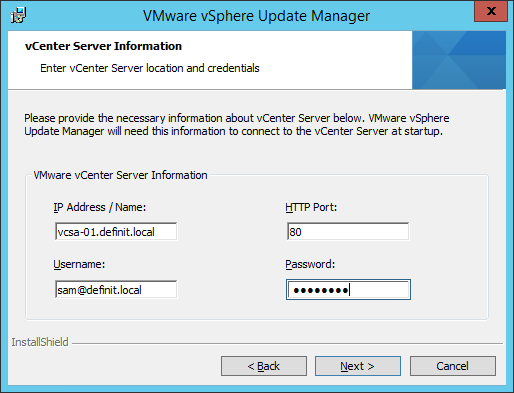 VMware vSphere Update Manager
X
vCenter Server Information
Enter vCenter Server location and credentials
Please provide the necessary information about vCenter Server below. VMware vSphere
Update Manager will need this information to connect to the vCenter Server at startup.
VMware vCenter Server Information
IP Address / Name:
HTTP Port:
vcsa-01.definit.local
80
Username:
Password:
sam@definit.local
••••••••
InstallShield
< Back
Next >
Cancel